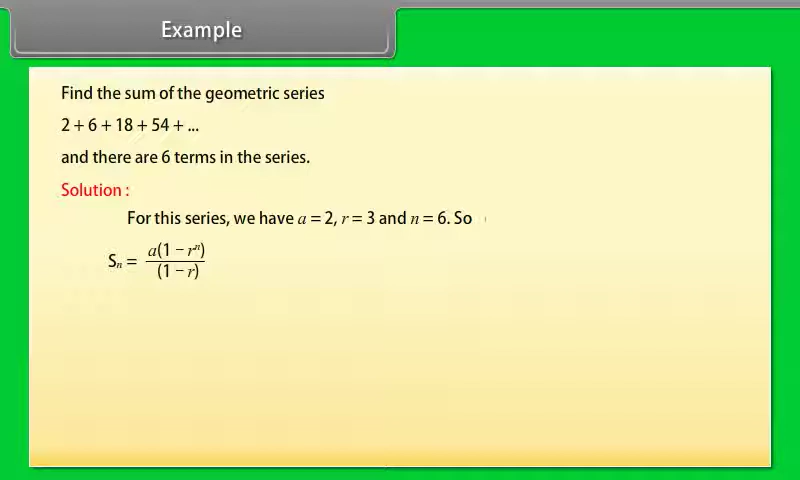 Example
Find the sum of the geometric series
2 + 6 + 18 + 54 + ...
and there are 6 terms in the series.
Solution :
For this series, we have a = 2, r = 3 and n = 6. So
Sₙ = a(1 − rⁿ) / (1 − r)